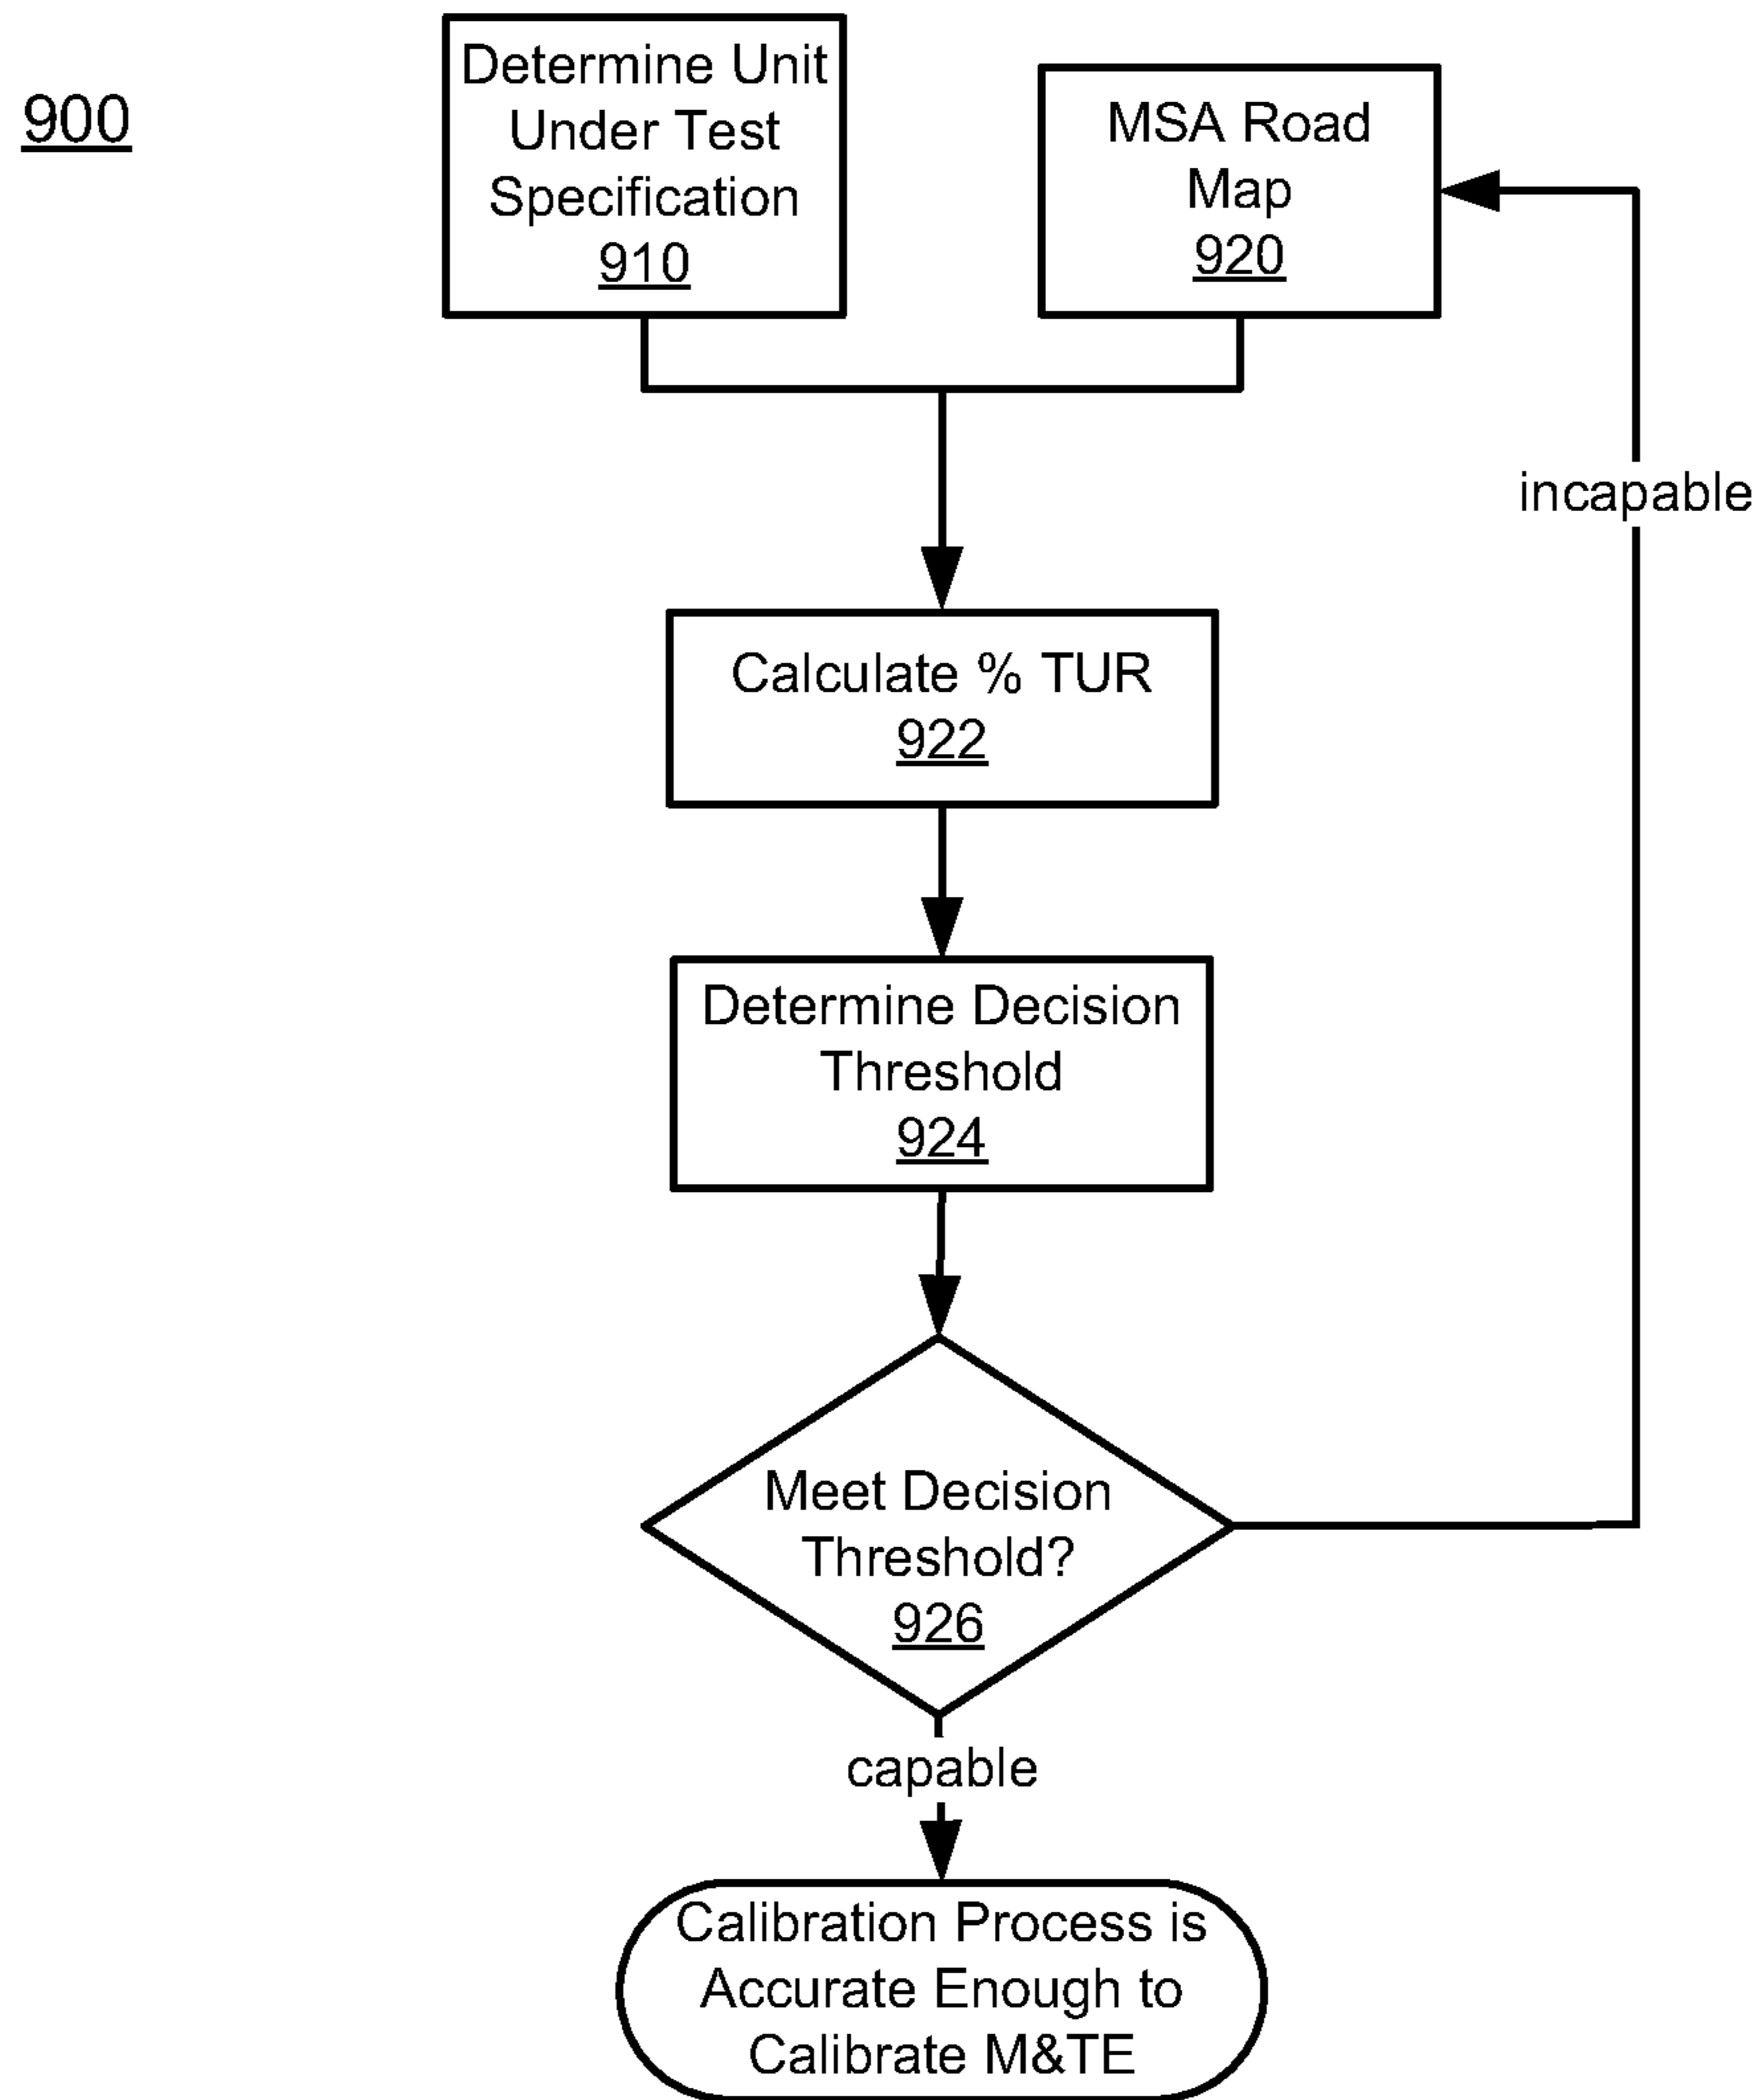 900
Determine Unit
Under Test
Specification
910
MSA Road
Map
920
incapable
Calculate % TUR
922
Determine Decision
Threshold
924
Meet Decision
Threshold?
926
capable
Calibration Process is
Accurate Enough to
Calibrate M&TE